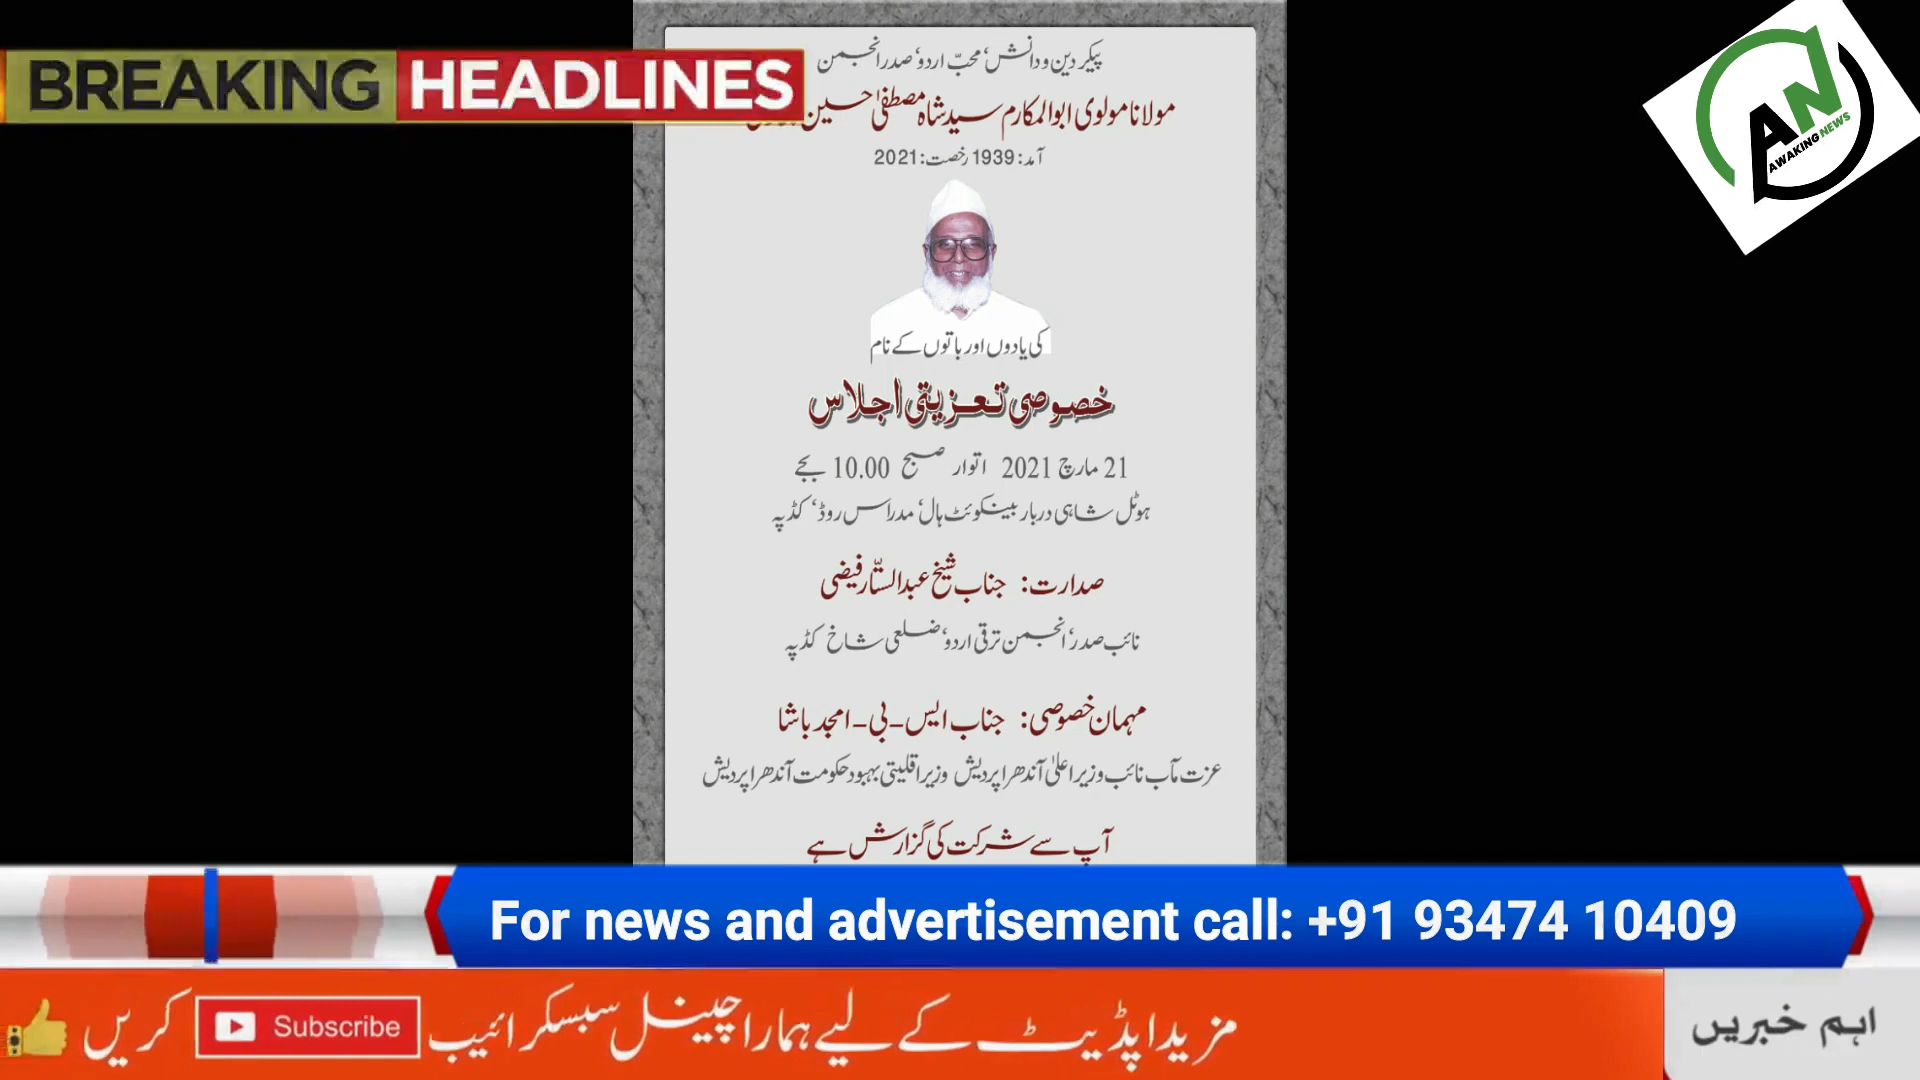 BREAKING HEADLINES
AN
AWAKING NEWS
پیکر دین و دانش، محبّ اردو، صدر انجمن
مولانا مولوی ابوالمکارم سید شاہ مصطفیٰ حسین
آمد: 1939 رخصت: 2021
کی یادوں اور باتوں کے نام
خصوصی تعزیتی اجلاس
21 مارچ 2021 اتوار صبح 10.00 بجے
ہوٹل شاہی دربار بینکوئٹ ہال، مدراس روڈ، کڈپہ
صدارت: جناب شیخ عبدالستّار فیضی
نائب صدر، انجمن ترقی اردو، ضلعی شاخ کڈپہ
مہمان خصوصی: جناب ایس۔بی۔امجد باشا
عزت مآب نائب وزیر اعلیٰ آندھرا پردیش وزیر اقلیتی بہبود حکومت آندھرا پردیش
آپ سے شرکت کی گزارش ہے
For news and advertisement call: +91 93474 10409
مزید اپڈیٹ کے لیے ہمارا چینل سبسکرائیب Subscribe کریں
اہم خبریں